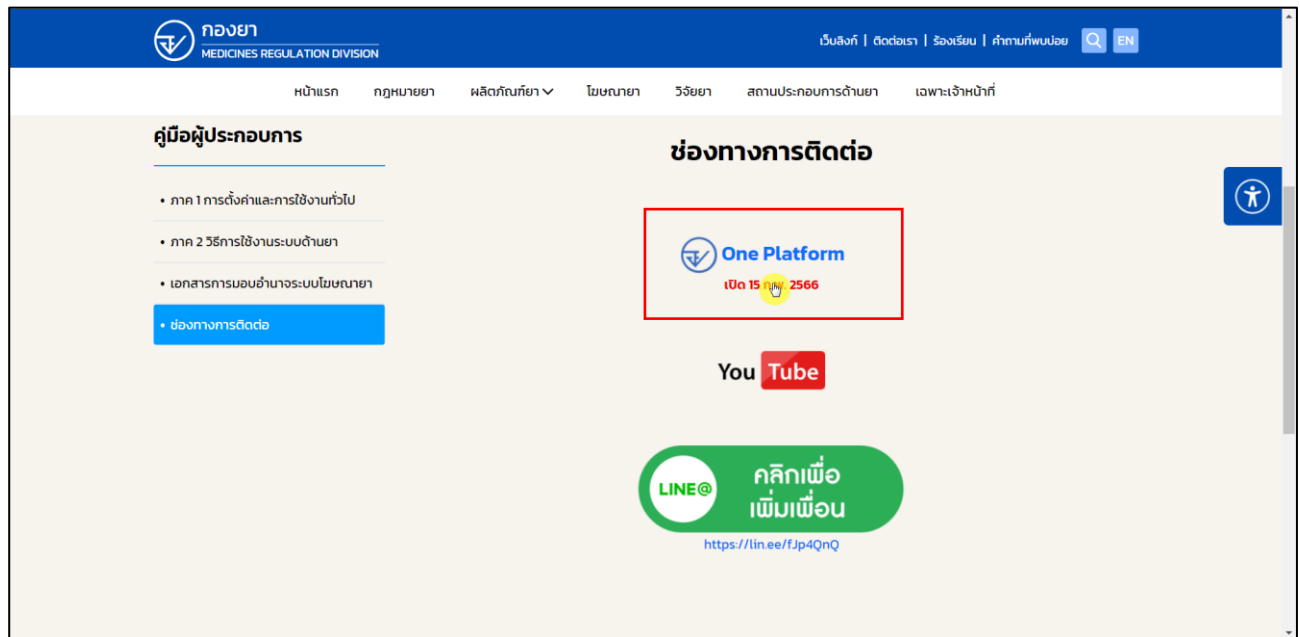 กองยา
MEDICINES REGULATION DIVISION
เว็บลิงก์ | ติดต่อเรา | ร้องเรียน | คำถามที่พบบ่อย EN
หน้าแรก กฎหมายยา ผลิตภัณฑ์ยา โฆษณายา วิจัยยา สถานประกอบการด้านยา เฉพาะเจ้าหน้าที่
คู่มือผู้ประกอบการ
• ภาค 1 การตั้งค่าและการใช้งานทั่วไป
• ภาค 2 วิธีการใช้งานระบบด้านยา
• เอกสารการมอบอำนาจระบบโฆษณายา
• ช่องทางการติดต่อ
ช่องทางการติดต่อ
One Platform
เปิด 15 ก.พ. 2566
You Tube
LINE@
คลิกเพื่อ
เพิ่มเพื่อน
https://lin.ee/fJp4QnQ